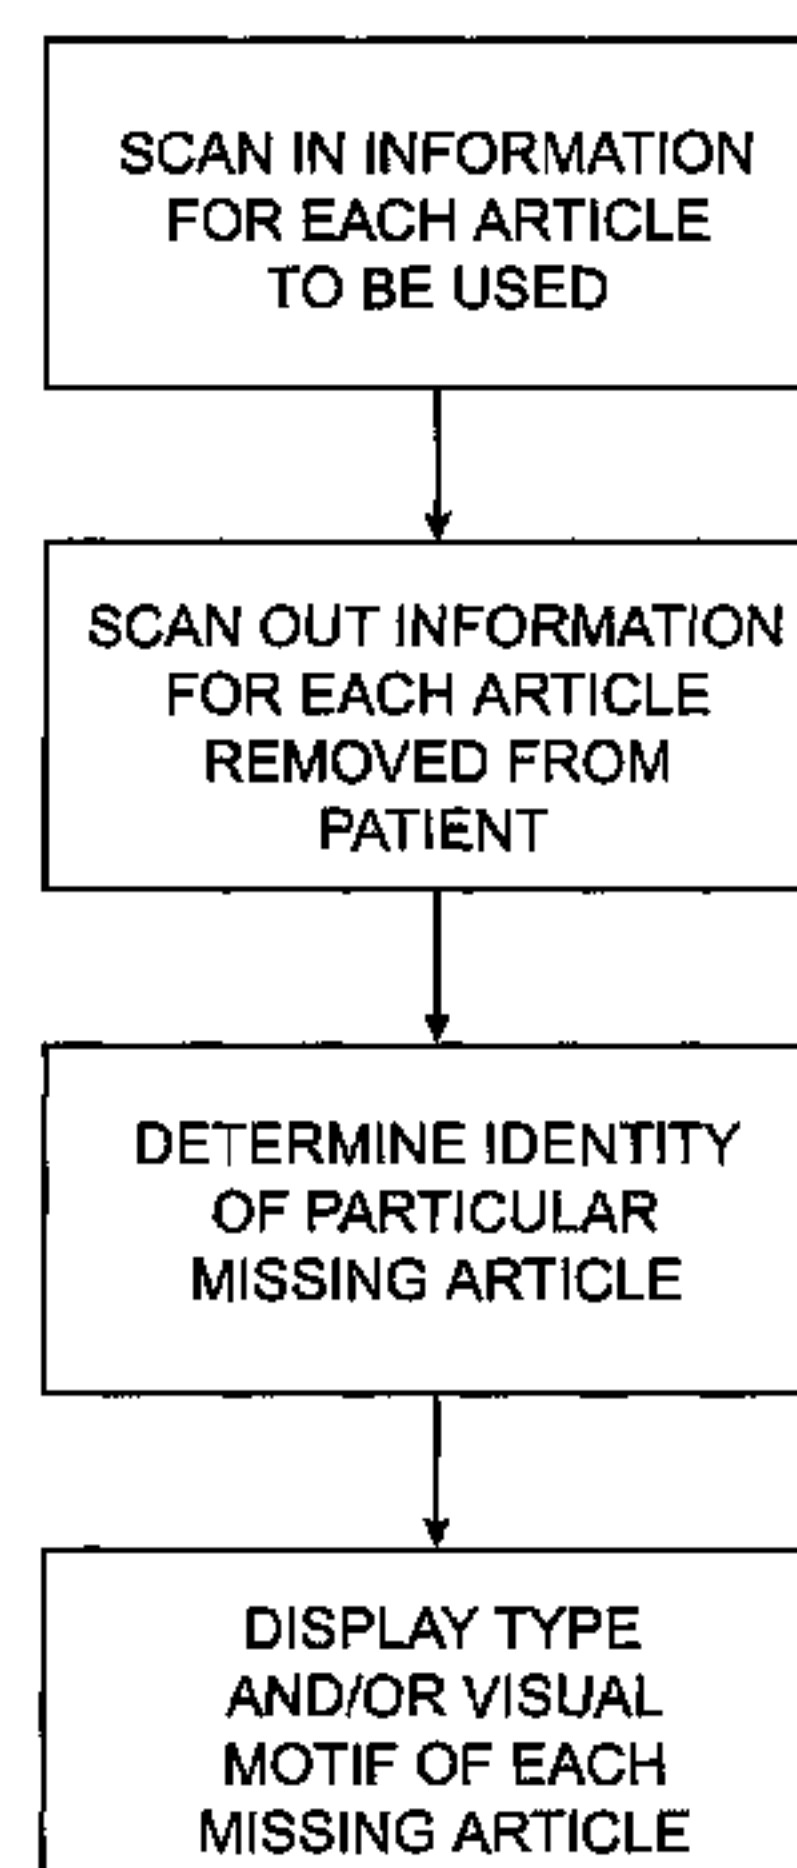 SCAN IN INFORMATION
FOR EACH ARTICLE
TO BE USED
SCAN OUT INFORMATION
FOR EACH ARTICLE
REMOVED FROM
PATIENT
DETERMINE IDENTITY
OF PARTICULAR
MISSING ARTICLE
DISPLAY TYPE
AND/OR VISUAL
MOTIF OF EACH
MISSING ARTICLE